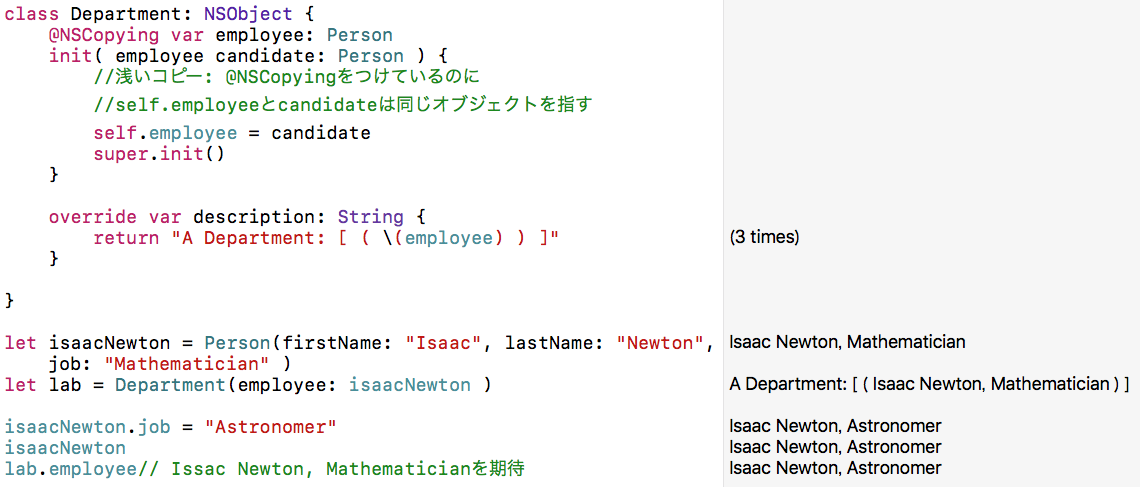 class Department: NSObject {
    @NSCopying var employee: Person
    init( employee candidate: Person ) {
        //浅いコピー: @NSCopyingをつけているのに
        //self.employeeとcandidateは同じオブジェクトを指す
        self.employee = candidate
        super.init()
    }
    override var description: String {
        return "A Department: [ ( \(employee) ) ]" (3 times)
    }
}
let isaacNewton = Person(firstName: "Isaac", lastName: "Newton", Isaac Newton, Mathematician
    job: "Mathematician" )
let lab = Department(employee: isaacNewton ) A Department: [ ( Isaac Newton, Mathematician ) ]
isaacNewton.job = "Astronomer" Isaac Newton, Astronomer
isaacNewton Isaac Newton, Astronomer
lab.employee// Issac Newton, Mathematicianを期待 Isaac Newton, Astronomer